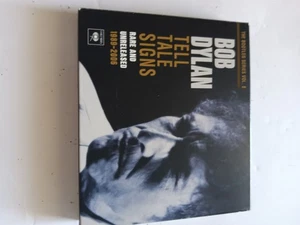 THE BOOTLEG SERIES VOL. 8
BOB DYLAN
TELL
TALE
SIGNS
RARE AND
UNRELEASED
1989-2006